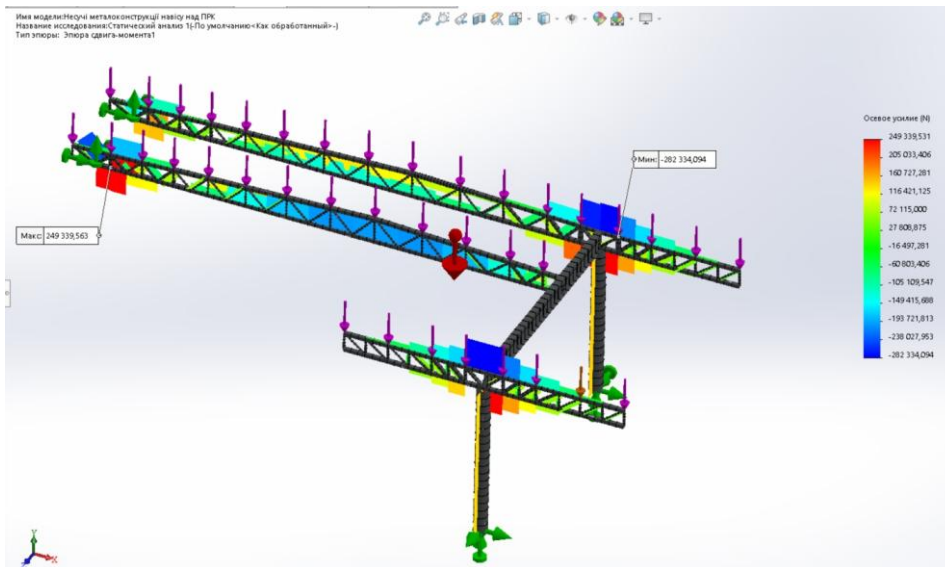 Имя модели:Несучі металоконструкції навісу над ПРК
Название исследования:Статический анализ 1(-По умолчанию<Как обработанный>-)
Тип эпюры: Эпюра сдвига-момента1
Осевое усилие (N)
249 339,531
205 033,406
160 727,281
116 421,125
72 115,000
27 808,875
-16 497,281
-60 803,406
-105 109,547
-149 415,688
-193 721,813
-238 027,953
-282 334,094
Мин: -282 334,094
Макс: 249 339,563
Y
X